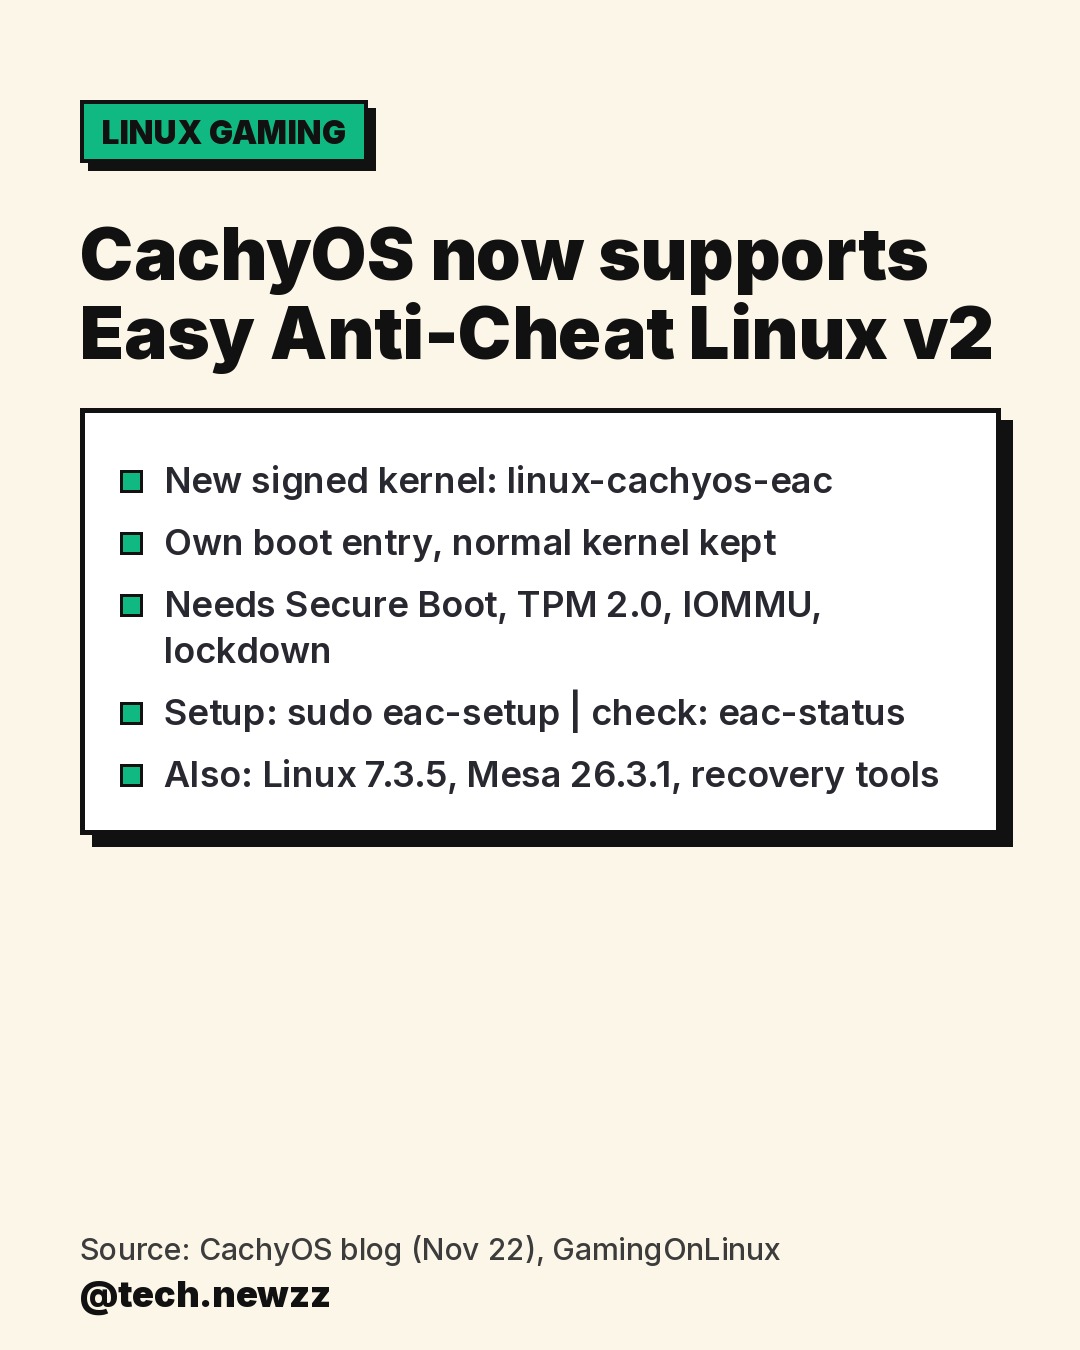 LINUX GAMING
CachyOS now supports
Easy Anti-Cheat Linux v2
New signed kernel: linux-cachyos-eac
Own boot entry, normal kernel kept
Needs Secure Boot, TPM 2.0, IOMMU,
lockdown
Setup: sudo eac-setup | check: eac-status
Also: Linux 7.3.5, Mesa 26.3.1, recovery tools
Source: CachyOS blog (Nov 22), GamingOnLinux
@tech.newzz